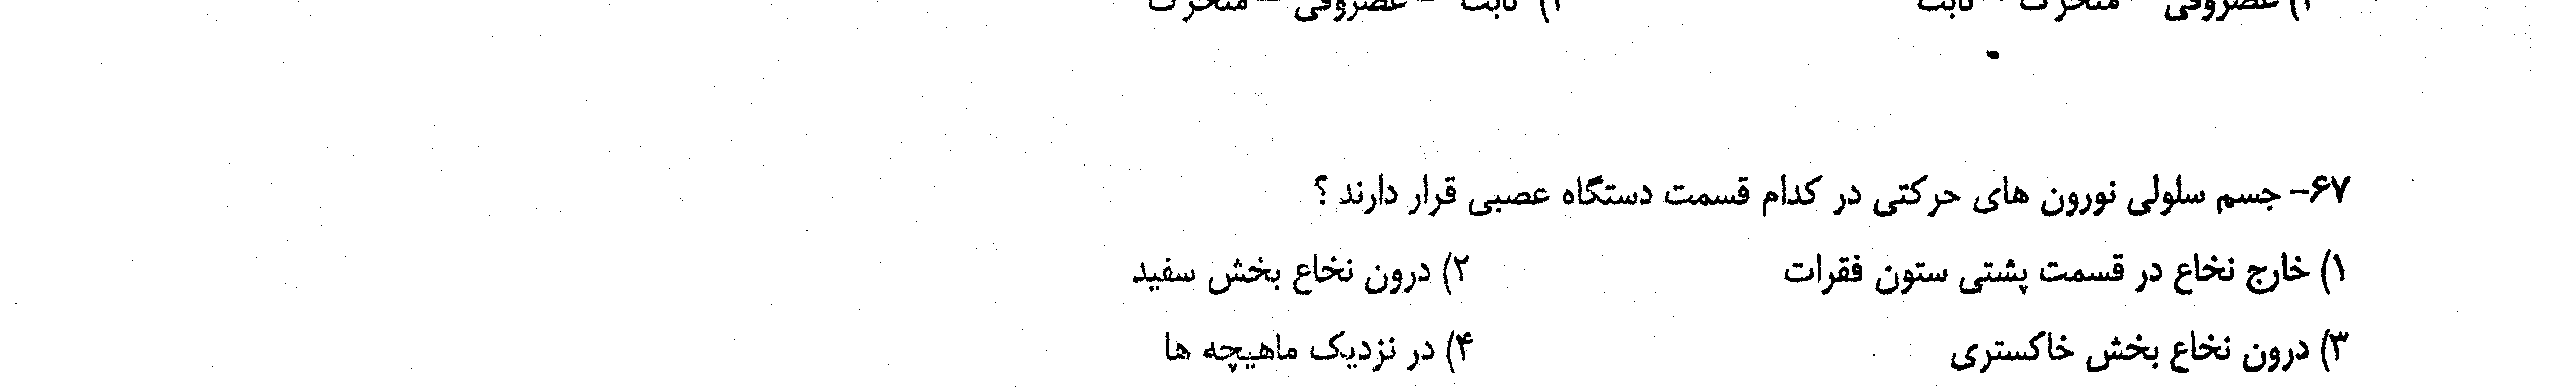 ۶۷- جسم سلولی نورون های حرکتی در کدام قسمت دستگاه عصبی قرار دارند ؟
۱) خارج نخاع در قسمت پشتی ستون فقرات ۲) درون نخاع بخش سفید
۳) درون نخاع بخش خاکستری ۴) در نزدیک ماهیچه ها